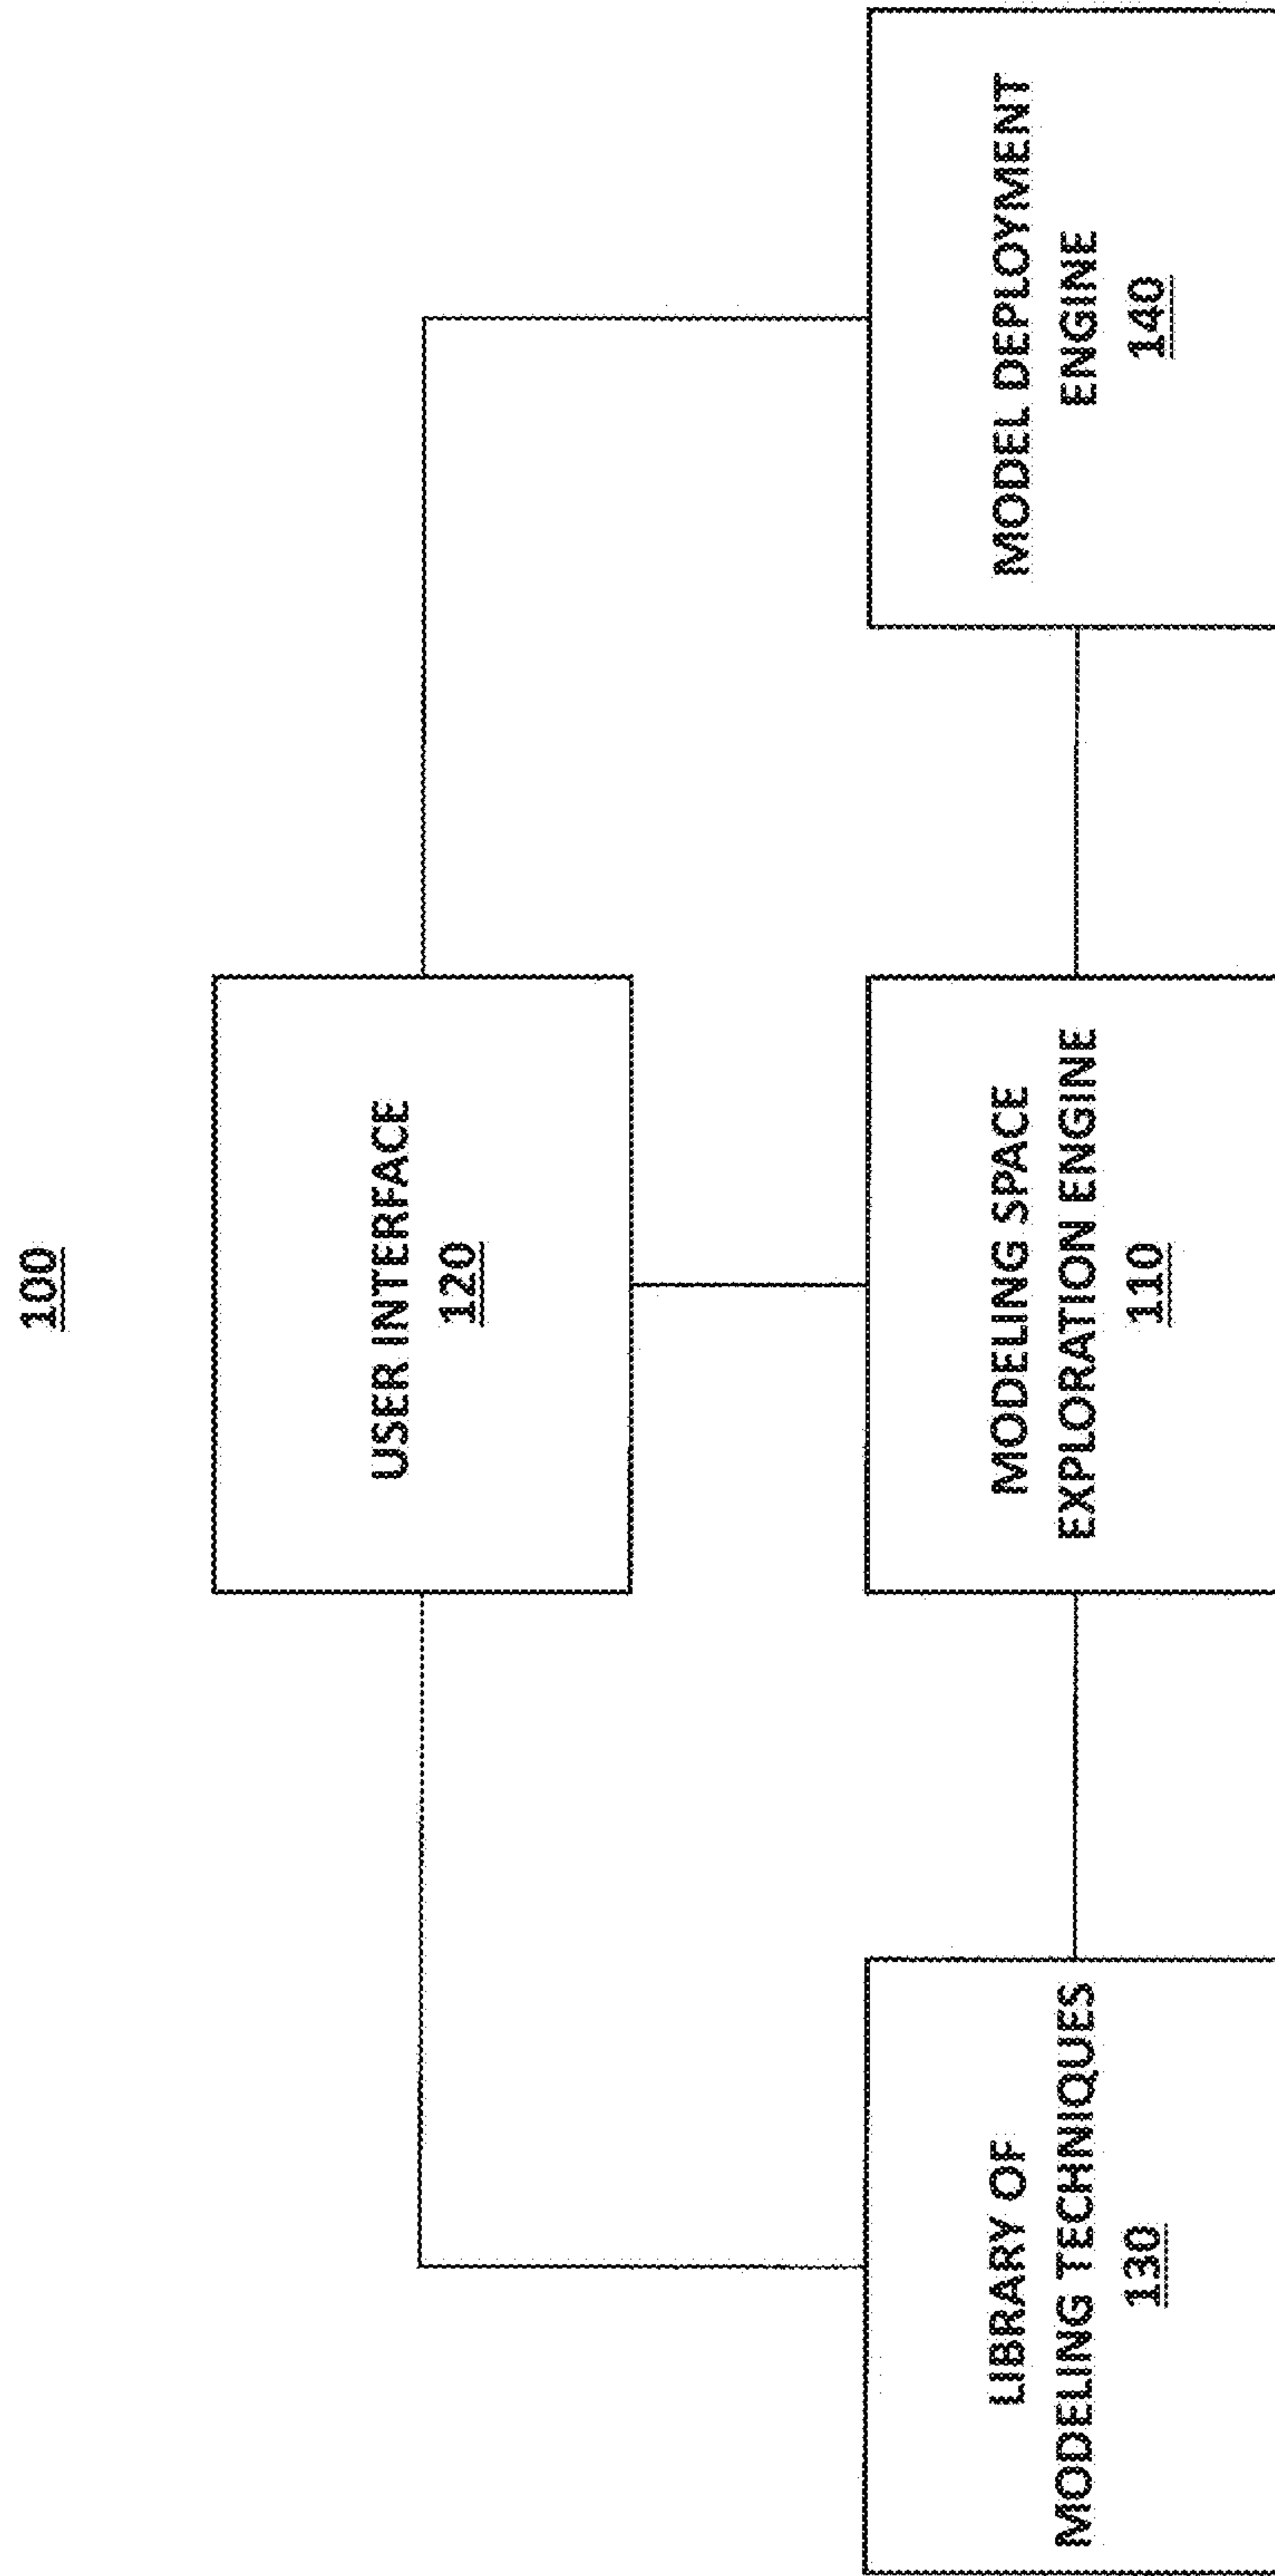 100
USER INTERFACE
120
LIBRARY OF
MODELING TECHNIQUES
130
MODELING SPACE
EXPLORATION ENGINE
110
MODEL DEPLOYMENT
ENGINE
140